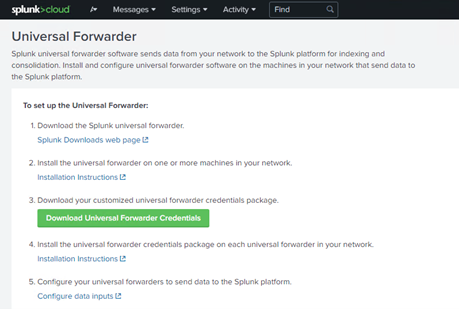 splunk>cloud Messages Settings Activity Find
Universal Forwarder
Splunk universal forwarder software sends data from your network to the Splunk platform for indexing and
consolidation. Install and configure universal forwarder software on the machines in your network that send data to
the Splunk platform.
To set up the Universal Forwarder:
1. Download the Splunk universal forwarder.
Splunk Downloads web page
2. Install the universal forwarder on one or more machines in your network.
Installation Instructions
3. Download your customized universal forwarder credentials package.
Download Universal Forwarder Credentials
4. Install the universal forwarder credentials package on each universal forwarder in your network.
Installation Instructions
5. Configure your universal forwarders to send data to the Splunk platform.
Configure data inputs